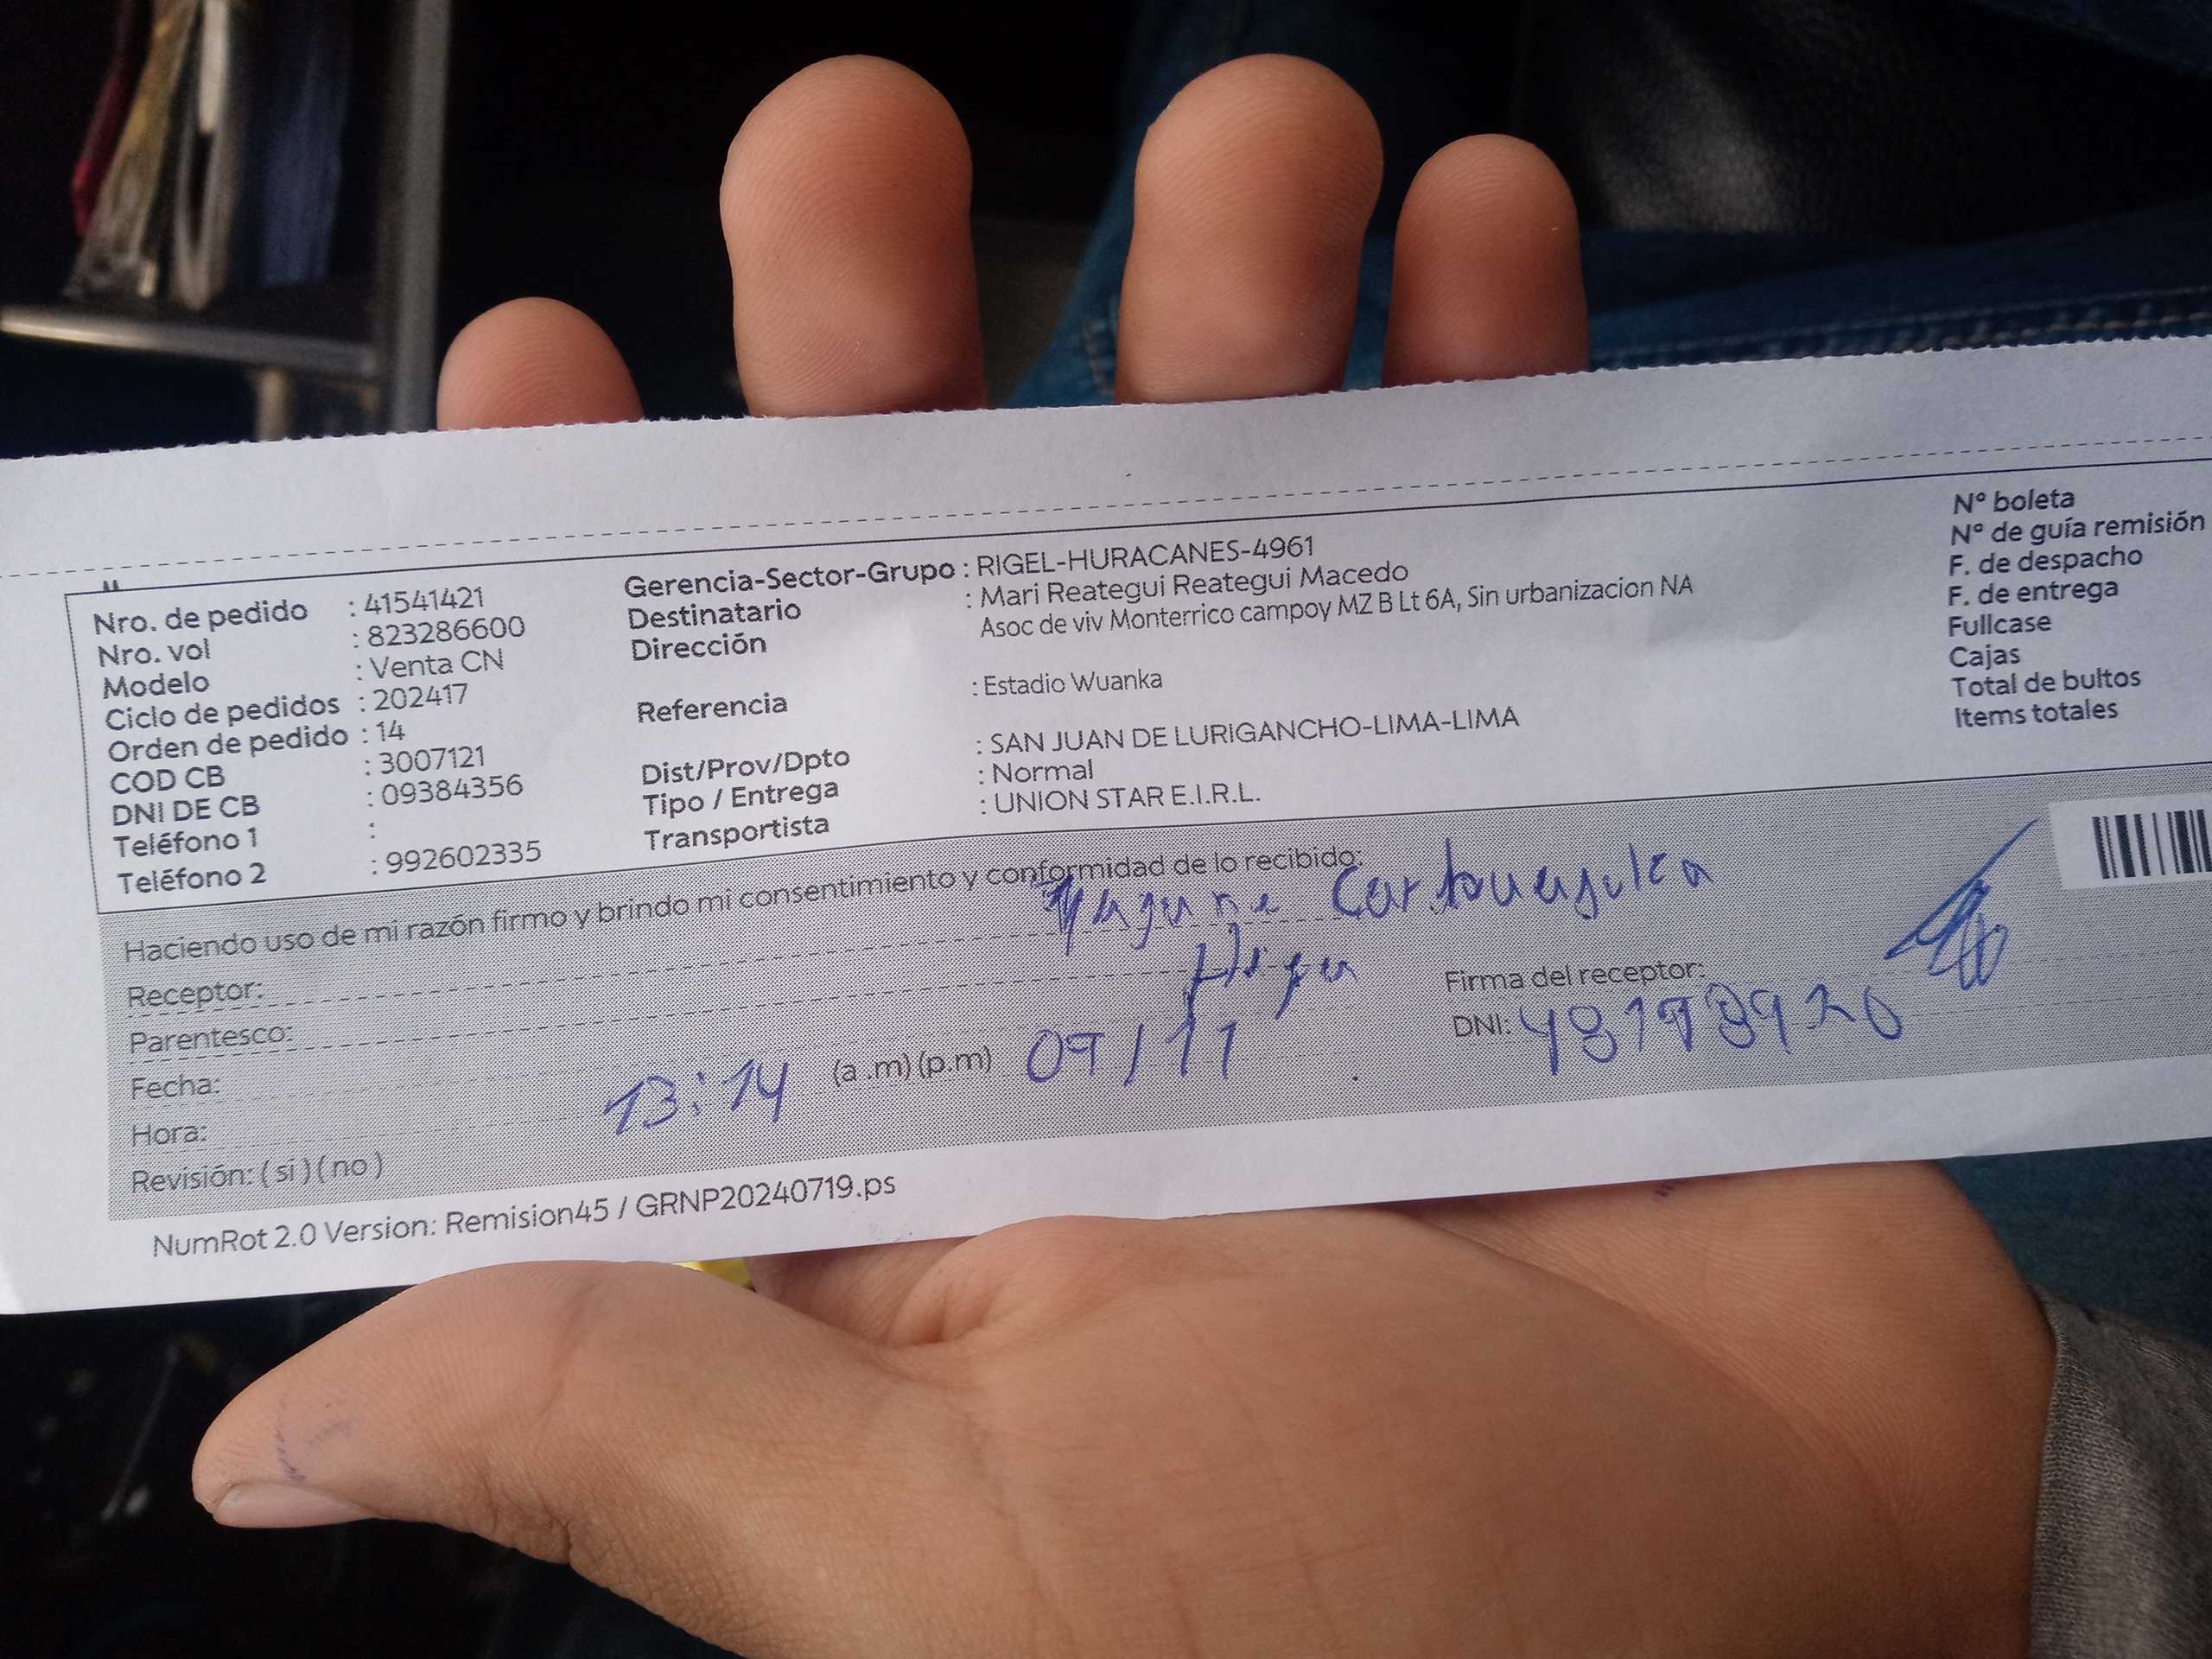 Nro. de pedido : 41541421
Nro. vol : 823286600
Modelo : Venta CN
Ciclo de pedidos : 202417
Orden de pedido : 14
COD CB : 3007121
DNI DE CB : 09384356
Teléfono 1 :
Teléfono 2 : 992602335
Gerencia-Sector-Grupo : RIGEL-HURACANES-4961
Destinatario : Mari Reategui Reategui Macedo
Dirección Asoc de viv Monterrico campoy MZ B Lt 6A, Sin urbanizacion NA
Referencia : Estadio Wuanka
Dist/Prov/Dpto : SAN JUAN DE LURIGANCHO-LIMA-LIMA
Tipo / Entrega : Normal
Transportista : UNION STAR E.I.R.L.
N° boleta
N° de guía remisión
F. de despacho
F. de entrega
Fullcase
Cajas
Total de bultos
Items totales
Haciendo uso de mi razón firmo y brindo mi consentimiento y conformidad de lo recibido:
Receptor:
Parentesco:
Fecha:
Hora: 13:14 (a .m) (p.m) 09/11
Revisión: ( sí ) ( no )
Firma del receptor:
DNI:
NumRot 2.0 Version: Remision45 / GRNP20240719.ps